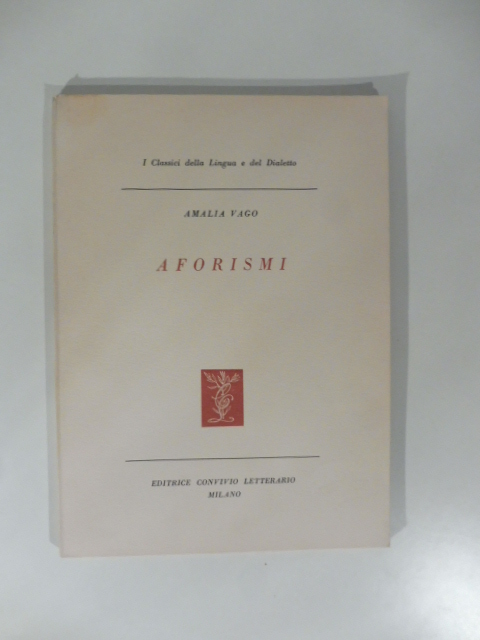 I Classici della Lingua e del Dialetto
AMALIA VAGO
AFORISMI
EDITRICE CONVIVIO LETTERARIO
MILANO